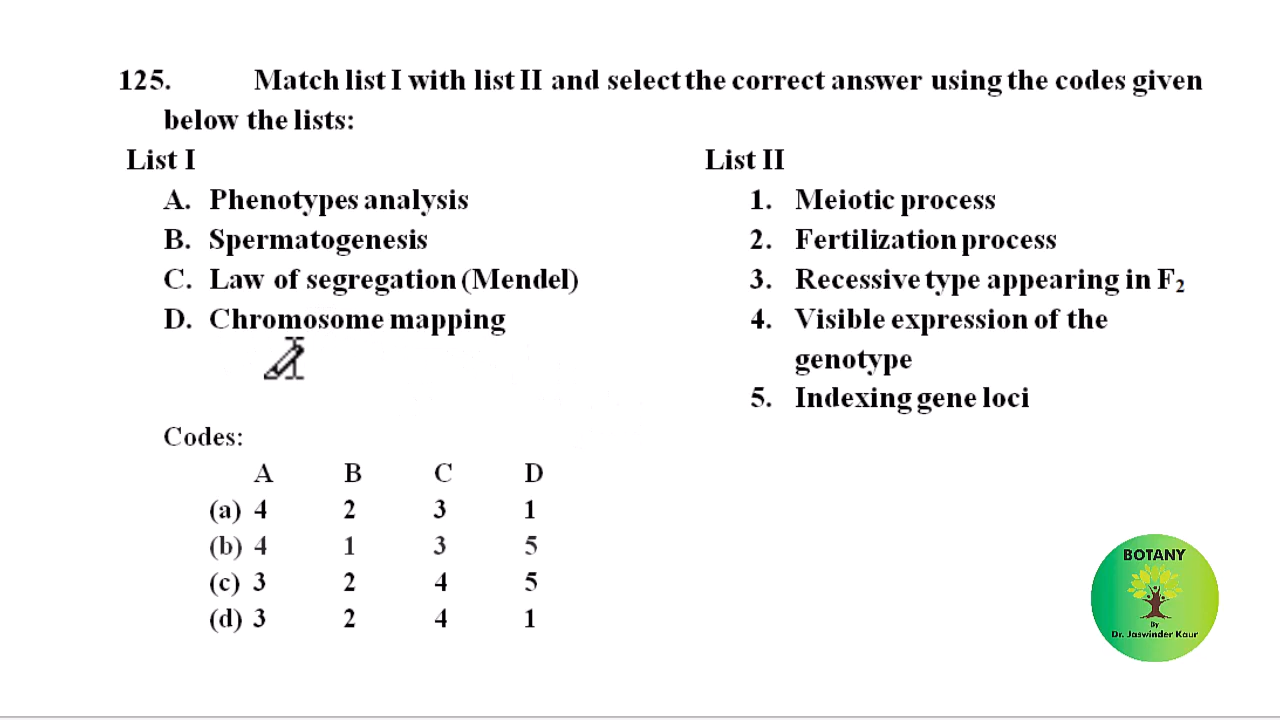 125. Match list I with list II and select the correct answer using the codes given
below the lists:
List I List II
A. Phenotypes analysis 1. Meiotic process
B. Spermatogenesis 2. Fertilization process
C. Law of segregation (Mendel) 3. Recessive type appearing in F₂
D. Chromosome mapping 4. Visible expression of the
genotype
5. Indexing gene loci
Codes:
A B C D
(a) 4 2 3 1
(b) 4 1 3 5
(c) 3 2 4 5
(d) 3 2 4 1
BOTANY
By
Dr. Jaswinder Kaur